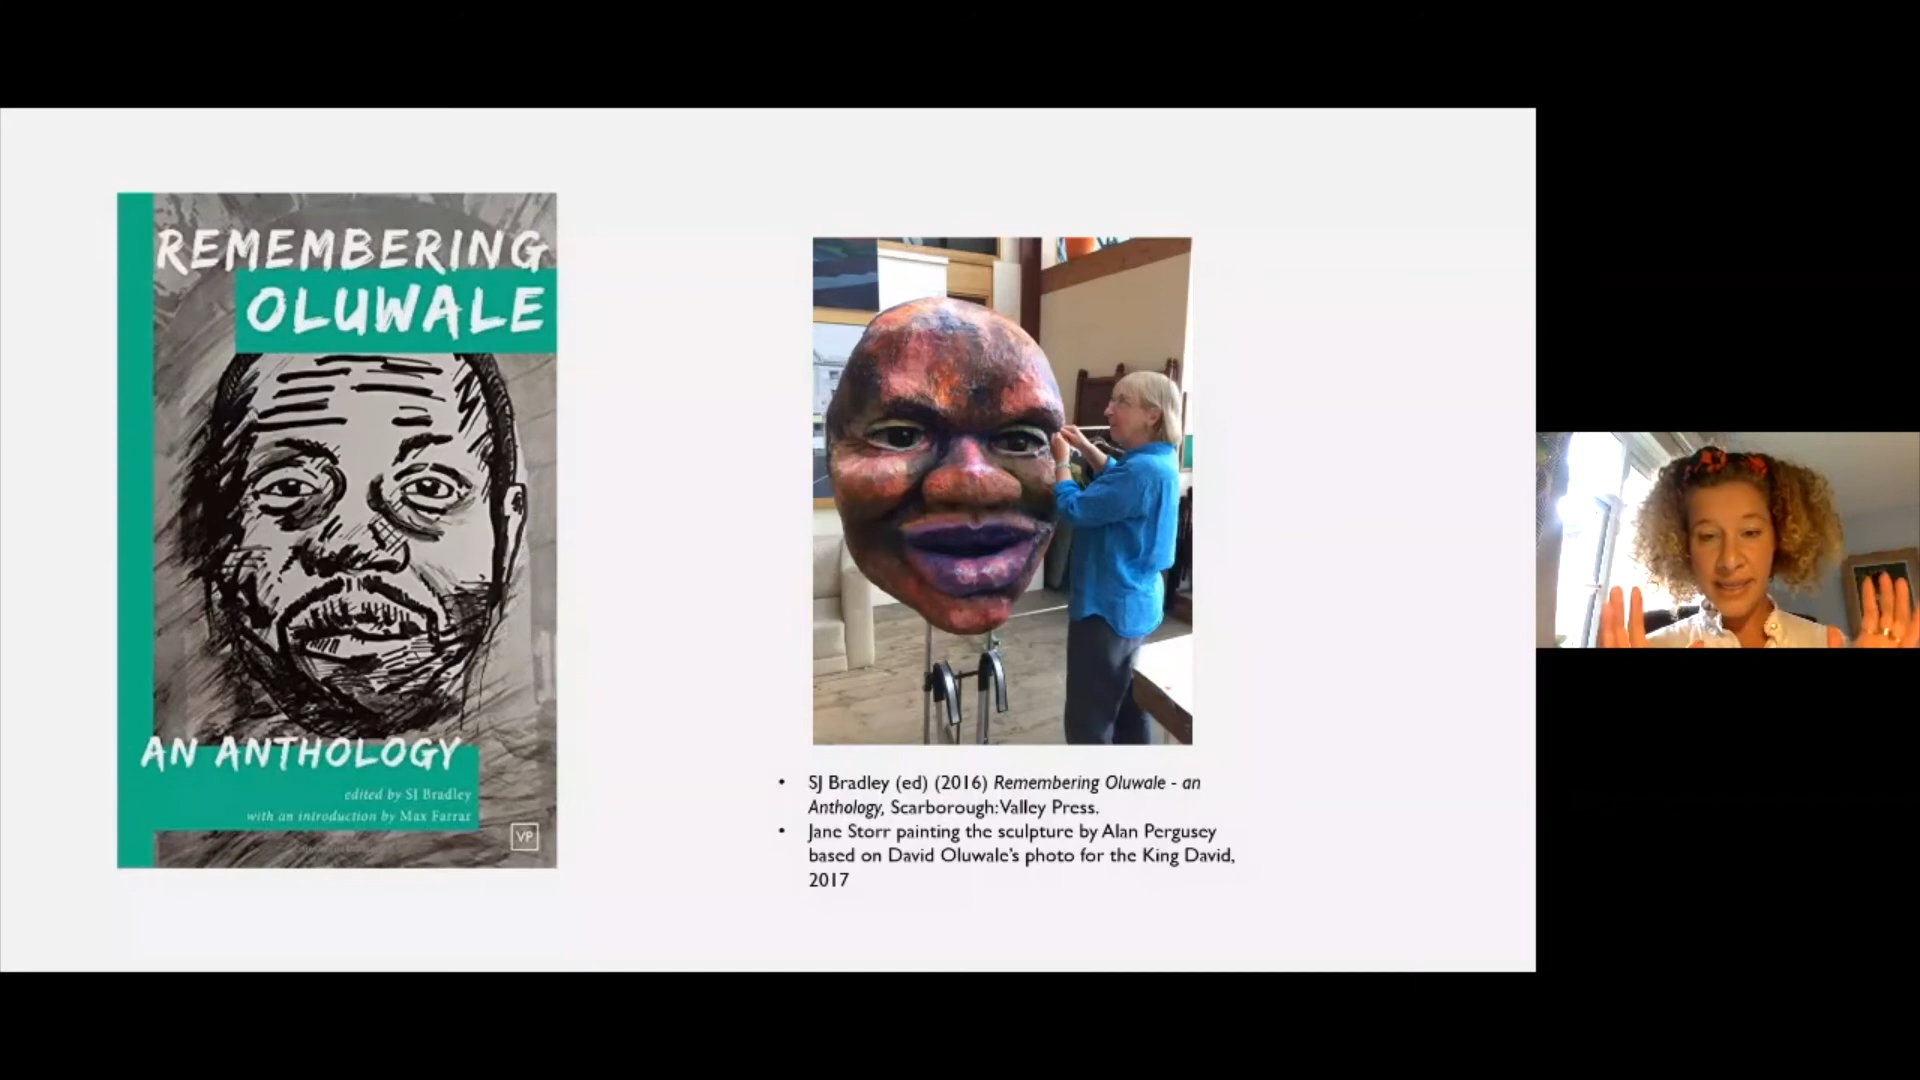 REMEMBERING
OLUWALE
AN ANTHOLOGY
edited by SJ Bradley
with an introduction by Max Farrar
VP
• SJ Bradley (ed) (2016) Remembering Oluwale - an
Anthology, Scarborough:Valley Press.
• Jane Storr painting the sculpture by Alan Pergusey
based on David Oluwale's photo for the King David,
2017